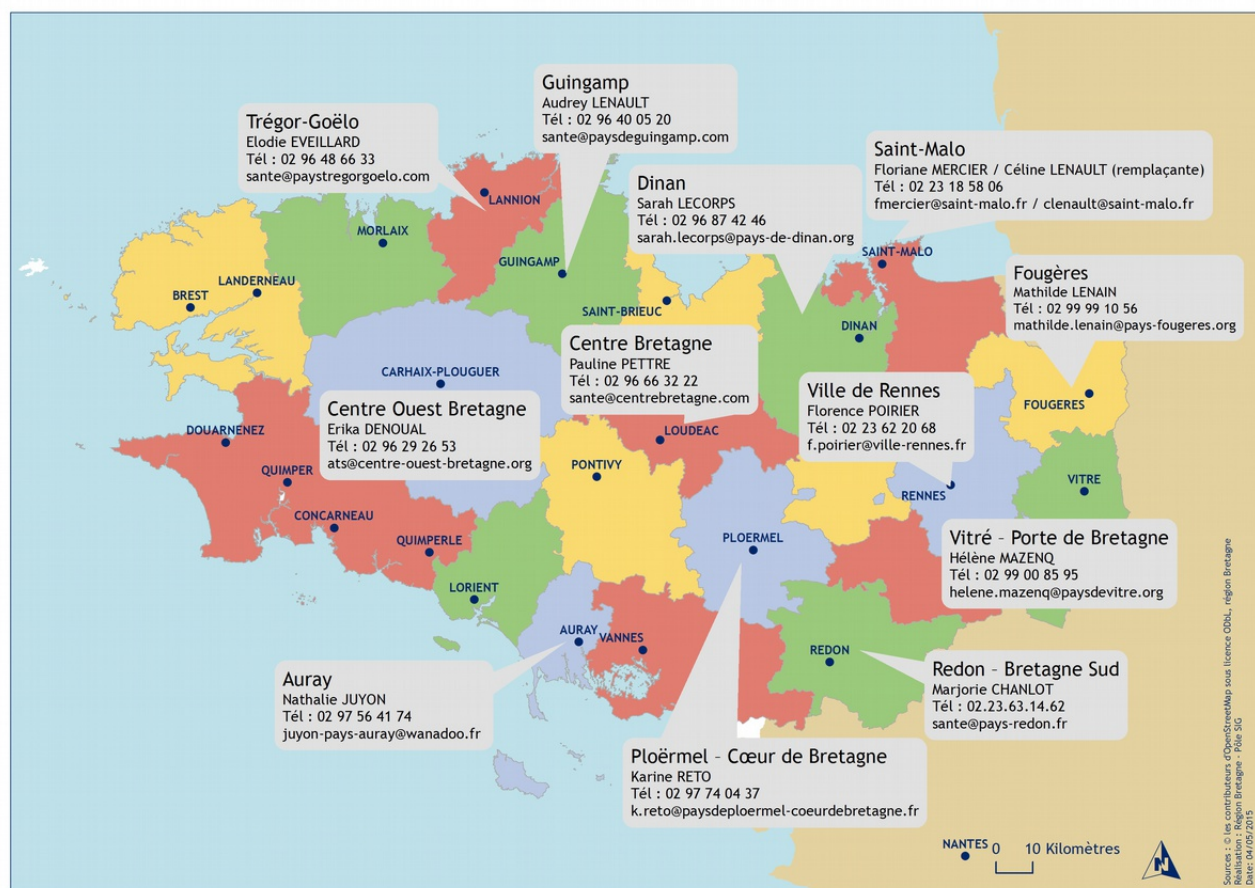 Guingamp
Audrey LENAULT
Tél : 02 96 40 05 20
sante@paysdeguingamp.com
Trégor-Goëlo
Elodie EVEILLARD
Tél : 02 96 48 66 33
sante@paystregorgoelo.com
Saint-Malo
Floriane MERCIER / Céline LENAULT (remplaçante)
Tél : 02 23 18 58 06
fmercier@saint-malo.fr / clenault@saint-malo.fr
Dinan
Sarah LECORPS
Tél : 02 96 87 42 46
sarah.lecorps@pays-de-dinan.org
LANNION
MORLAIX
GUINGAMP
SAINT-MALO
Fougères
Mathilde LENAIN
Tél : 02 99 99 10 56
mathilde.lenain@pays-fougeres.org
LANDERNEAU
BREST
SAINT-BRIEUC
DINAN
Centre Bretagne
Pauline PETTRE
Tél : 02 96 66 32 22
sante@centrebretagne.com
CARHAIX-PLOUGUER
Ville de Rennes
Florence POIRIER
Tél : 02 23 62 20 68
f.poirier@ville-rennes.fr
FOUGERES
Centre Ouest Bretagne
Erika DENOUAL
Tél : 02 96 29 26 53
ats@centre-ouest-bretagne.org
DOUARNENEZ
LOUDEAC
QUIMPER
PONTIVY
RENNES
VITRE
CONCARNEAU
QUIMPERLE
PLOERMEL
Vitré - Porte de Bretagne
Hélène MAZENQ
Tél : 02 99 00 85 95
helene.mazenq@paysdevitre.org
LORIENT
AURAY
VANNES
REDON
Auray
Nathalie JUYON
Tél : 02 97 56 41 74
juyon-pays-auray@wanadoo.fr
Redon - Bretagne Sud
Marjorie CHANLOT
Tél : 02.23.63.14.62
sante@pays-redon.fr
Ploërmel - Cœur de Bretagne
Karine RETO
Tél : 02 97 74 04 37
k.reto@paysdeploermel-coeurdebretagne.fr
NANTES
0 10 Kilomètres
N
Sources : © les contributeurs d'OpenStreetMap sous licence ODbL, région Bretagne
Réalisation : Région Bretagne - Pôle SIG
Date: 04/05/2015